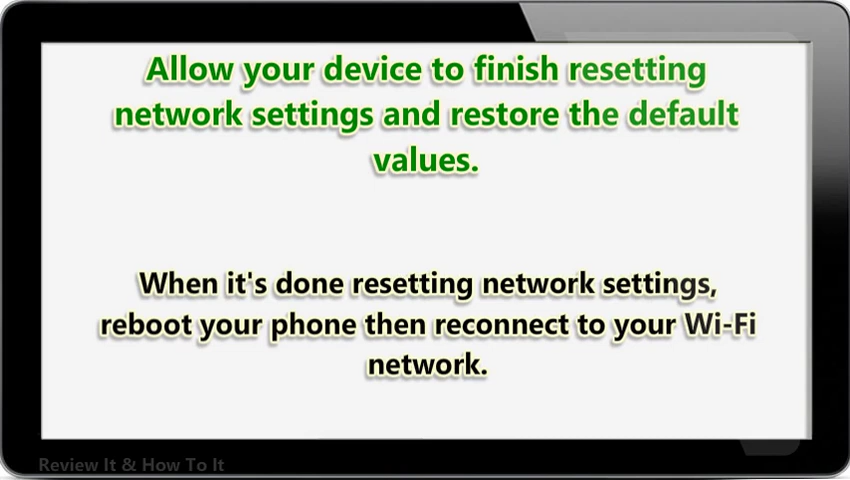 Allow your device to finish resetting
network settings and restore the default
values.
When it's done resetting network settings,
reboot your phone then reconnect to your Wi-Fi
network.
Review It & How To It